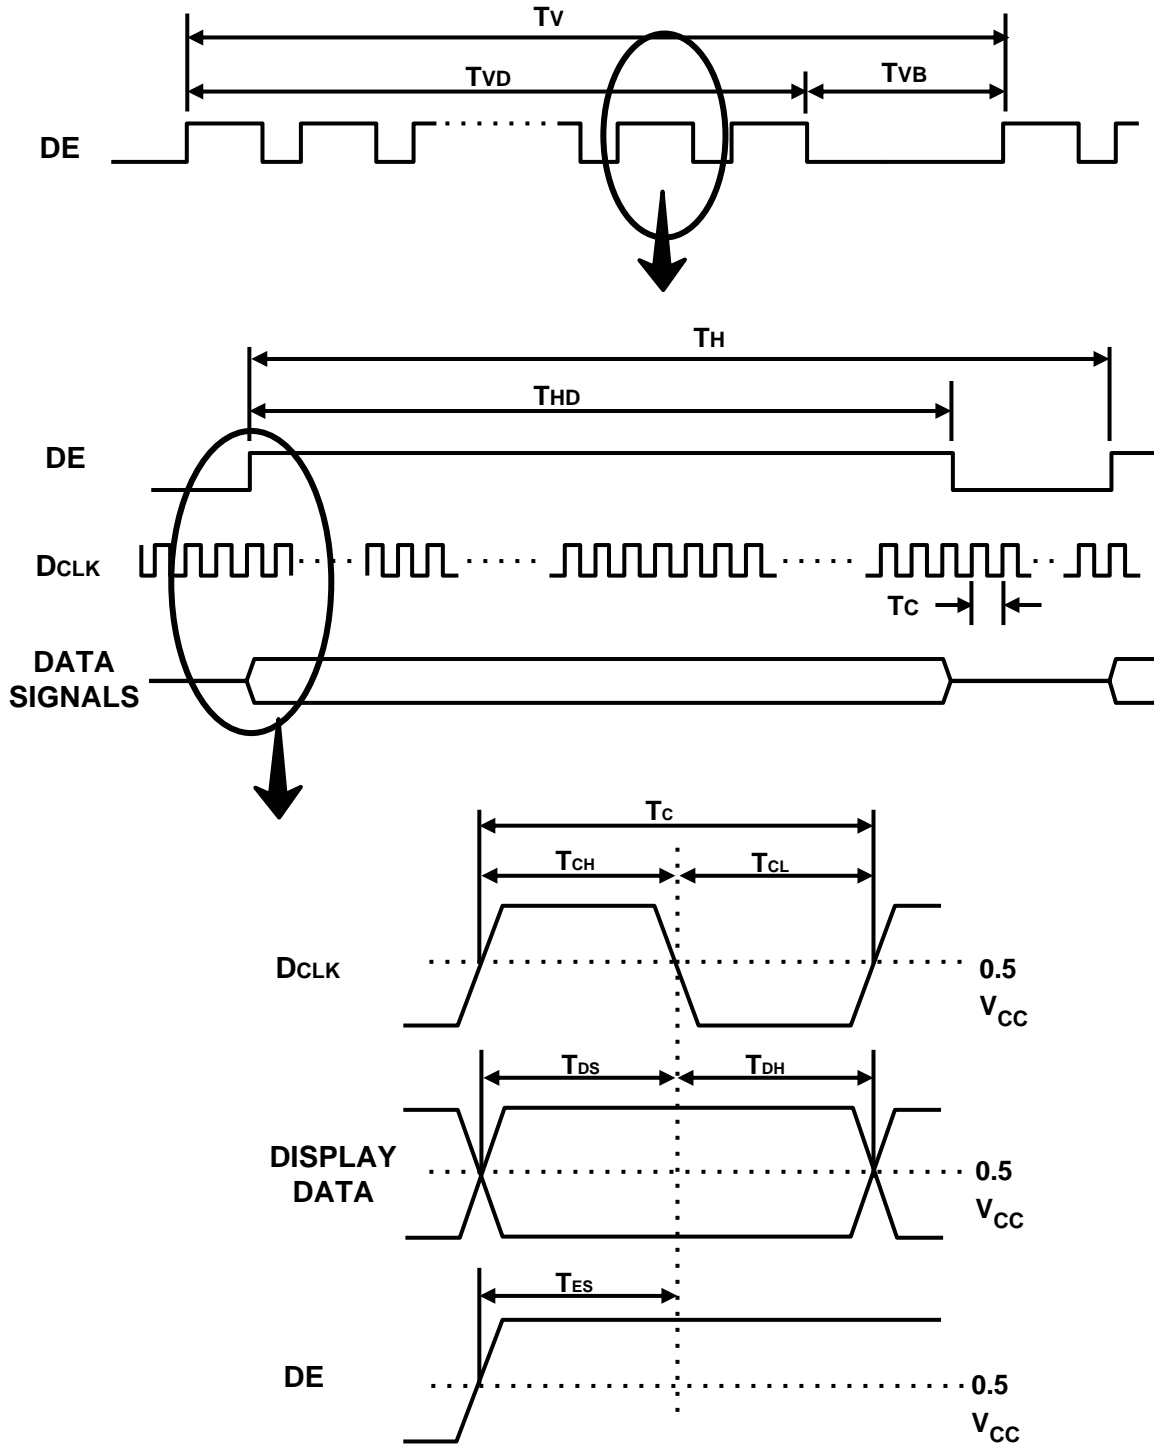 TV
TVD
TVB
DE
TH
THD
DE
DCLK
TC
DATA
SIGNALS
TC
TCH
TCL
DCLK
0.5
VCC
TDS
TDH
DISPLAY
DATA
0.5
VCC
TES
DE
0.5
VCC